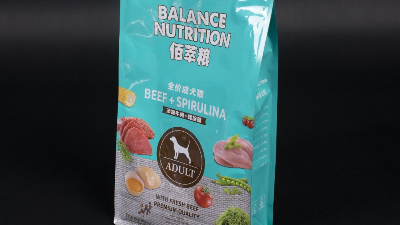 BALANCE
NUTRITION
佰萃粮
全价成犬粮
BEEF + SPIRULINA
ADULT
WITH FRESH BEEF
PREMIUM QUALITY